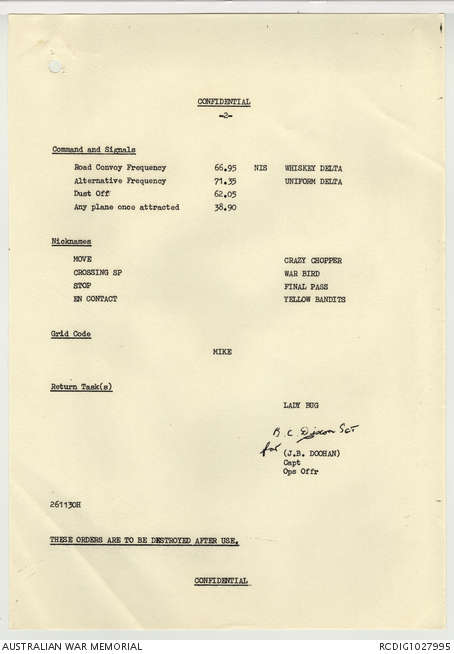 CONFIDENTIAL
-2-
Command and Signals
Road Convoy Frequency 66.95 NIS WHISKEY DELTA
Alternative Frequency 71.35 UNIFORM DELTA
Dust Off 62.05
Any plane once attracted 38.90
Nicknames
MOVE CRAZY CHOPPER
CROSSING SP WAR BIRD
STOP FINAL PASS
EN CONTACT YELLOW BANDITS
Grid Code
MIKE
Return Task(s)
LADY BUG
B. C. Dixon SGT
for (J.B. DOOHAN)
Capt
Ops Offr
261130H
THESE ORDERS ARE TO BE DESTROYED AFTER USE.
CONFIDENTIAL
AUSTRALIAN WAR MEMORIAL RCDIG1027995